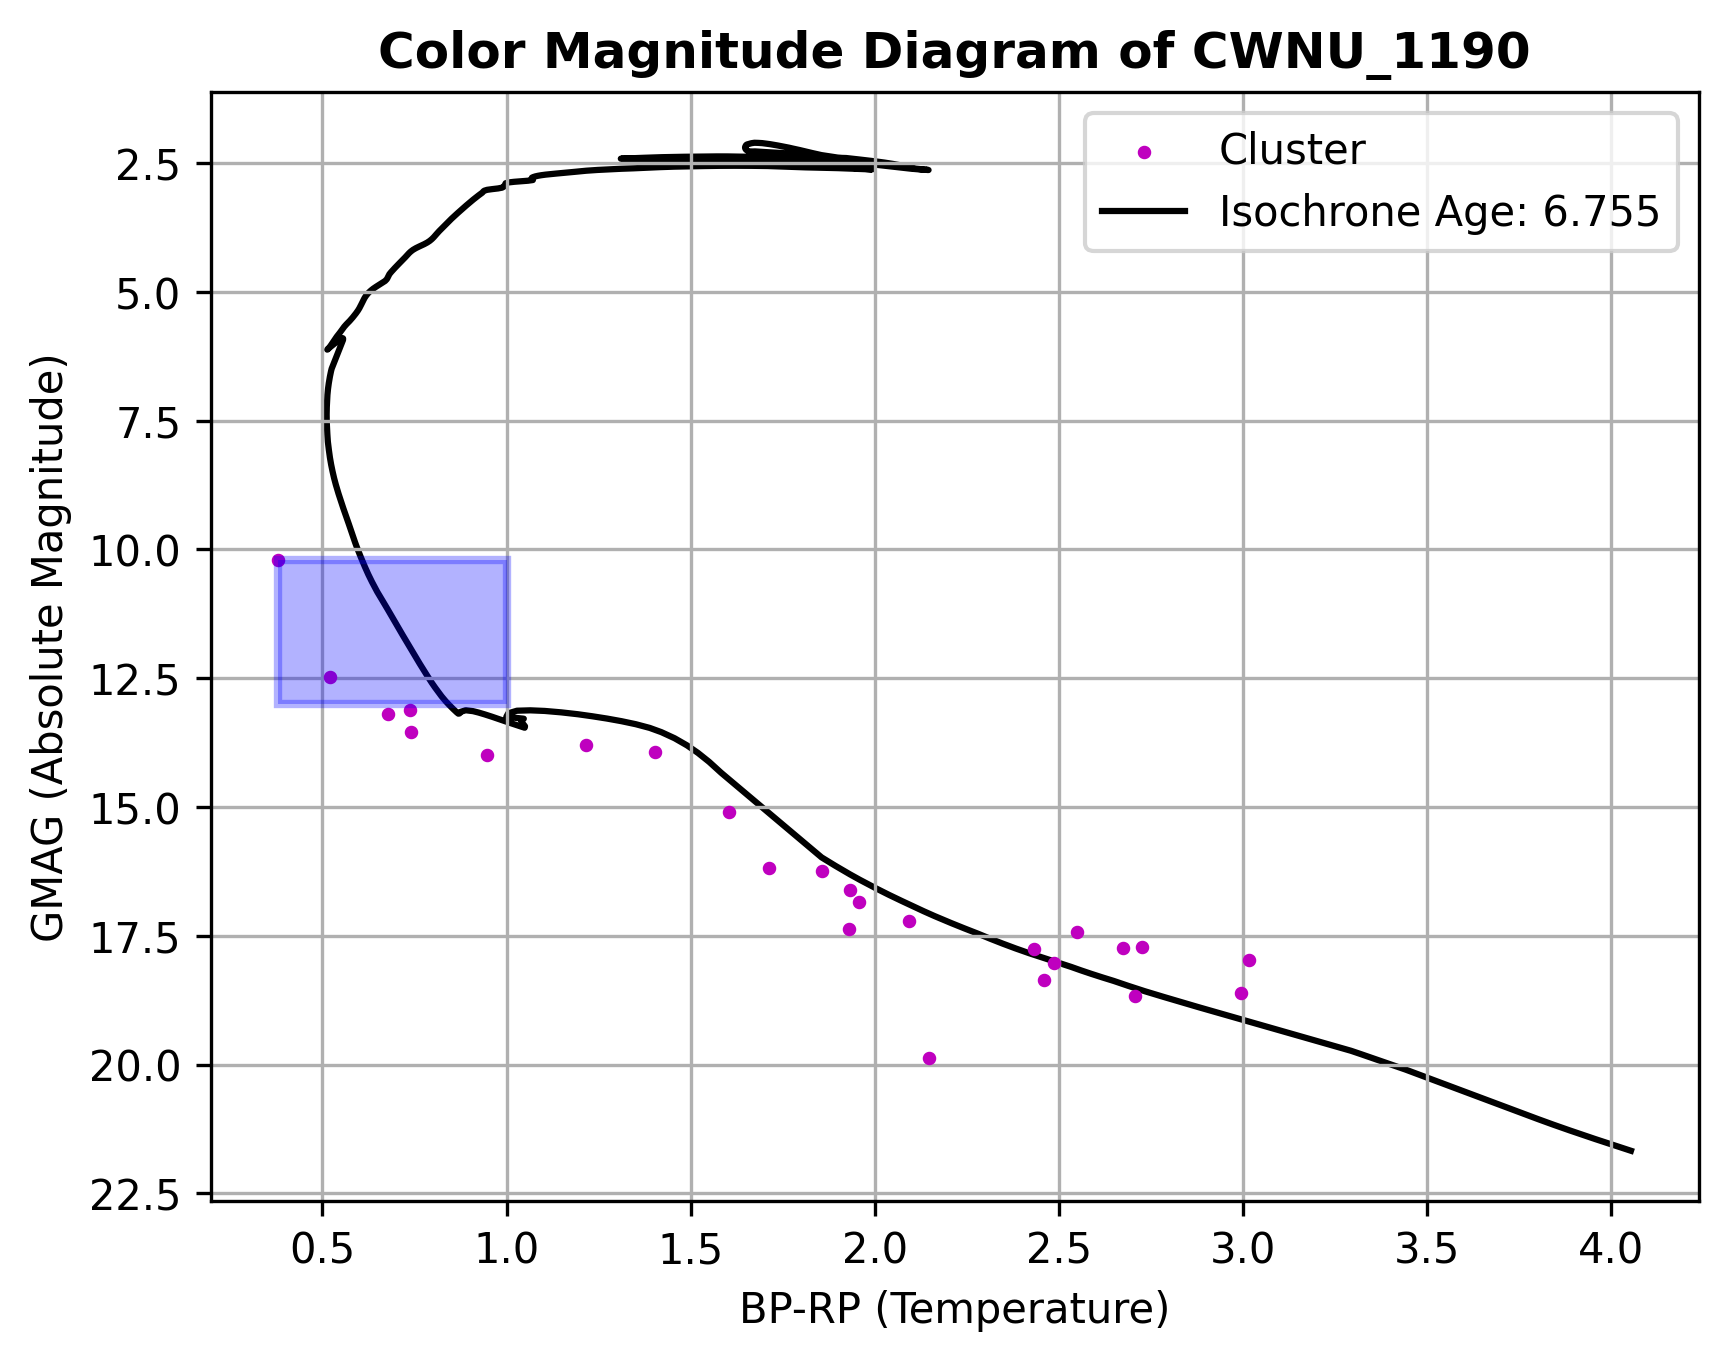 Color Magnitude Diagram of CWNU_1190
Cluster
Isochrone Age: 6.755
GMAG (Absolute Magnitude)
2.5
5.0
7.5
10.0
12.5
15.0
17.5
20.0
22.5
0.5 1.0 1.5 2.0 2.5 3.0 3.5 4.0
BP-RP (Temperature)